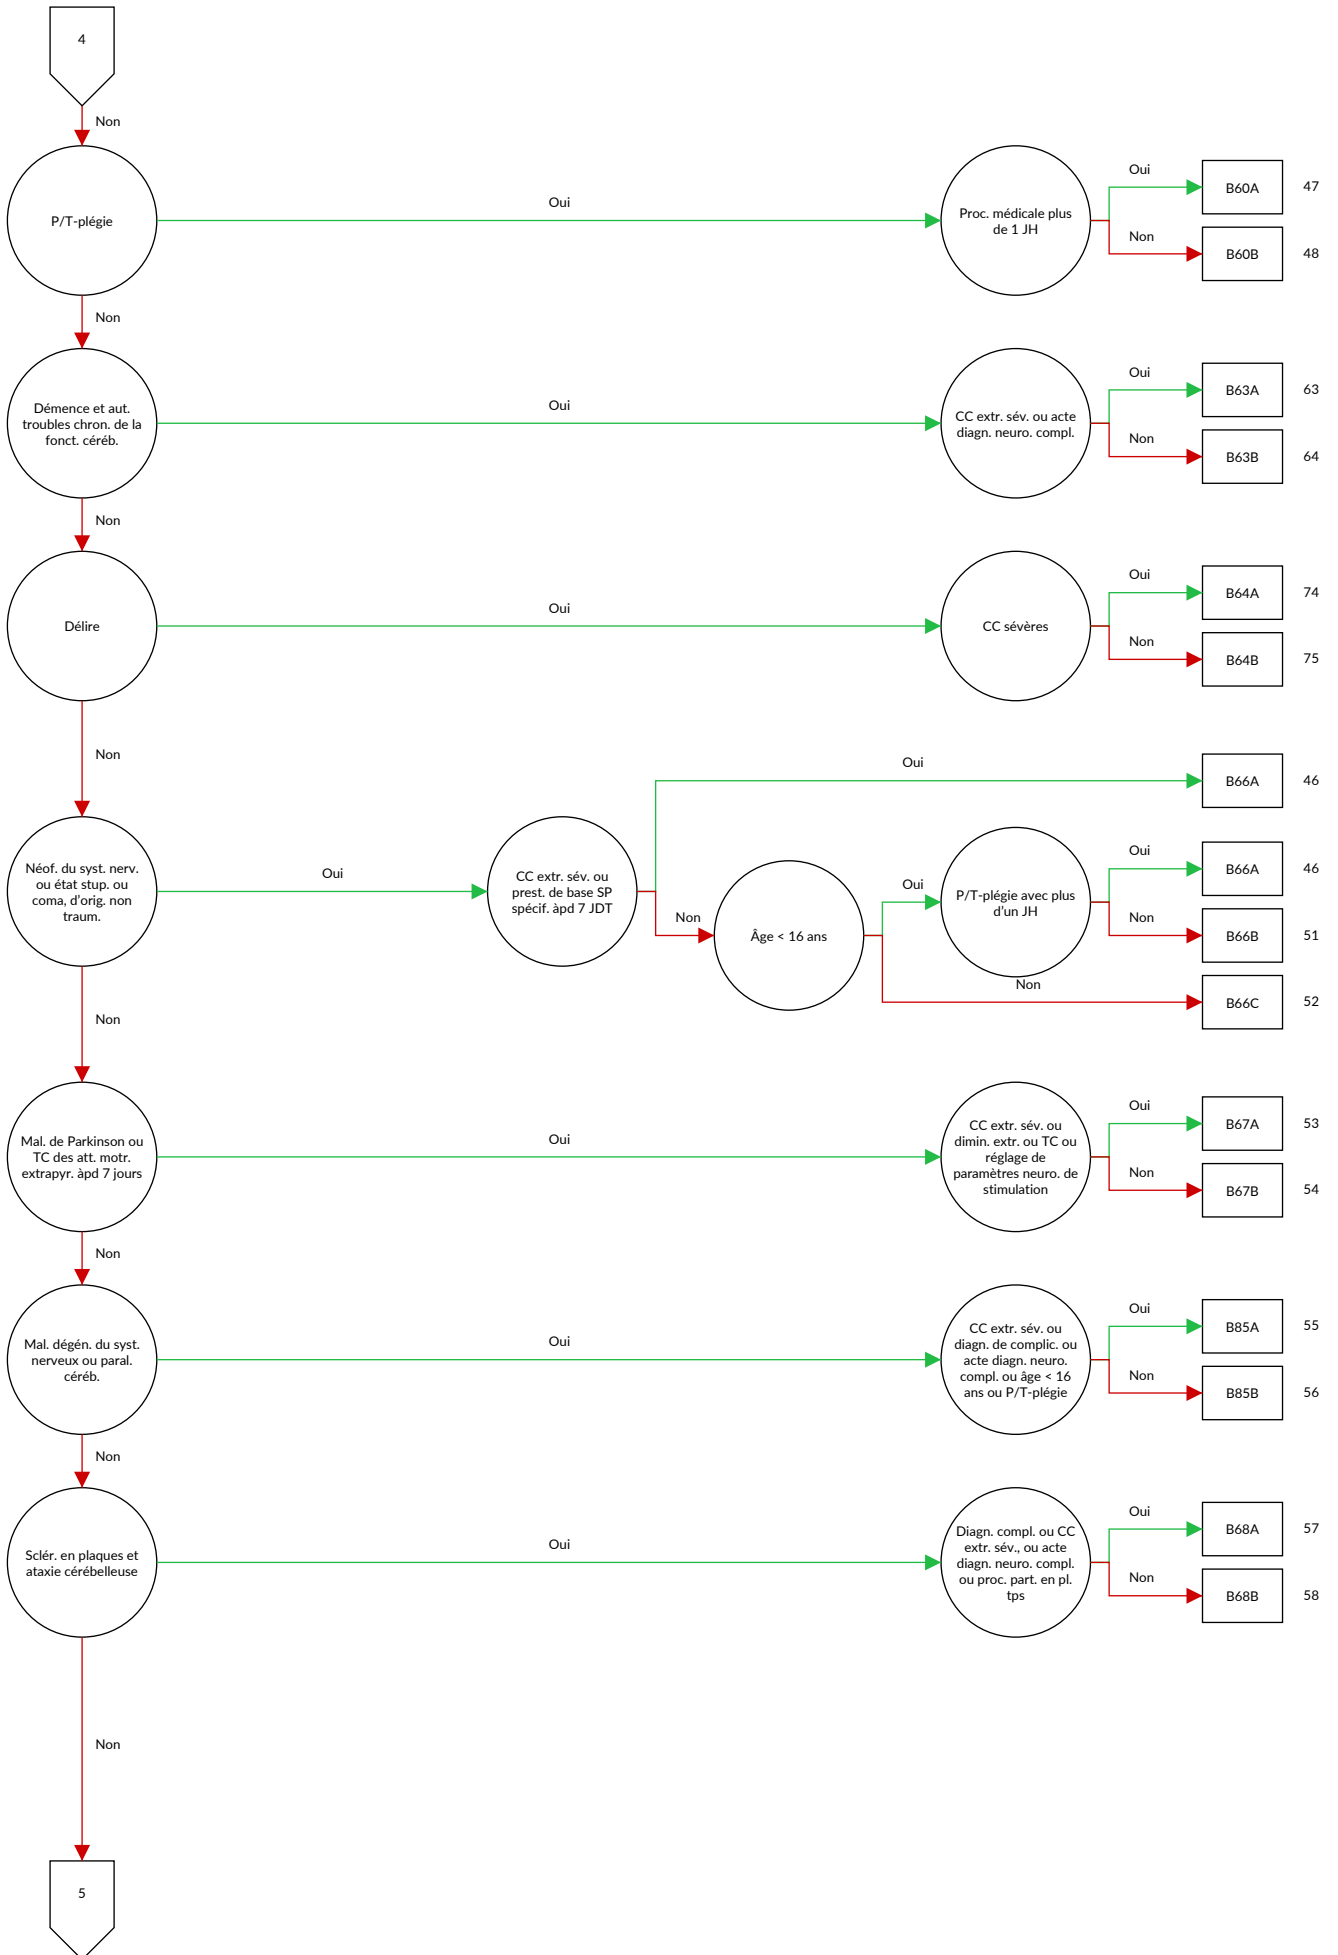 4
Non
P/T-plégie
Oui
Proc. médicale plus
de 1 JH
Oui
B60A
47
Non
B60B
48
Non
Démence et aut.
troubles chron. de la
fonct. céréb.
Oui
CC extr. sév. ou acte
diagn. neuro. compl.
Oui
B63A
63
Non
B63B
64
Non
Délire
Oui
CC sévères
Oui
B64A
74
Non
B64B
75
Non
Néof. du syst. nerv.
ou état stup. ou
coma, d'orig. non
traum.
Oui
CC extr. sév. ou
prest. de base SP
spécif. àpd 7 JDT
Oui
B66A
46
Non
Âge < 16 ans
Oui
P/T-plégie avec plus
d'un JH
Oui
B66A
46
Non
B66B
51
Non
B66C
52
Non
Mal. de Parkinson ou
TC des att. motr.
extrapyr. àpd 7 jours
Oui
CC extr. sév. ou
dimin. extr. ou TC ou
réglage de
paramètres neuro. de
stimulation
Oui
B67A
53
Non
B67B
54
Non
Mal. dégén. du syst.
nerveux ou paral.
céréb.
Oui
CC extr. sév. ou
diagn. de complic. ou
acte diagn. neuro.
compl. ou âge < 16
ans ou P/T-plégie
Oui
B85A
55
Non
B85B
56
Non
Sclér. en plaques et
ataxie cérébelleuse
Oui
Diagn. compl. ou CC
extr. sév., ou acte
diagn. neuro. compl.
ou proc. part. en pl.
tps
Oui
B68A
57
Non
B68B
58
Non
5